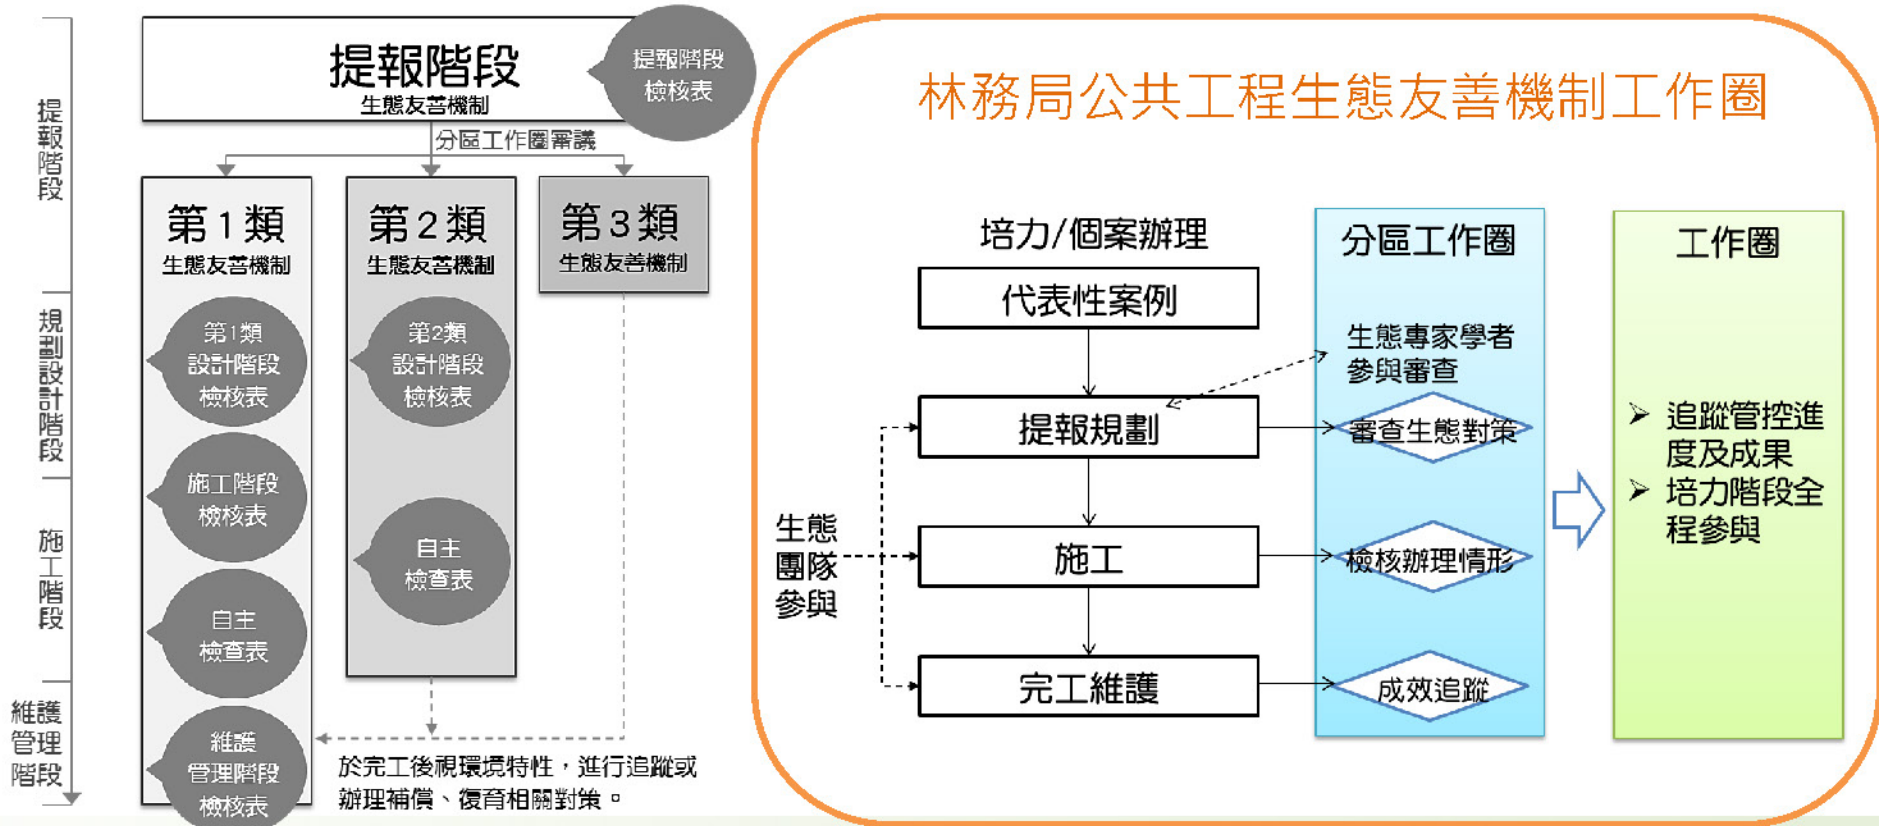 提報階段
規劃設計階段
施工階段
維護
管理
階段
提報階段
生態友善機制
提報階段
檢核表
分區工作圈審議
第1類
生態友善機制
第1類
設計階段
檢核表
施工階段
檢核表
自主
檢查表
維護
管理階段
檢核表
第2類
生態友善機制
第2類
設計階段
檢核表
自主
檢查表
第3類
生態友善機制
於完工後視環境特性，進行追蹤或
辦理補償、復育相關對策。
林務局公共工程生態友善機制工作圈
培力/個案辦理
代表性案例
提報規劃
施工
完工維護
生態
團隊
參與
分區工作圈
生態專家學者
參與審查
審查生態對策
檢核辦理情形
成效追蹤
工作圈
➢ 追蹤管控進
度及成果
➢ 培力階段全
程參與